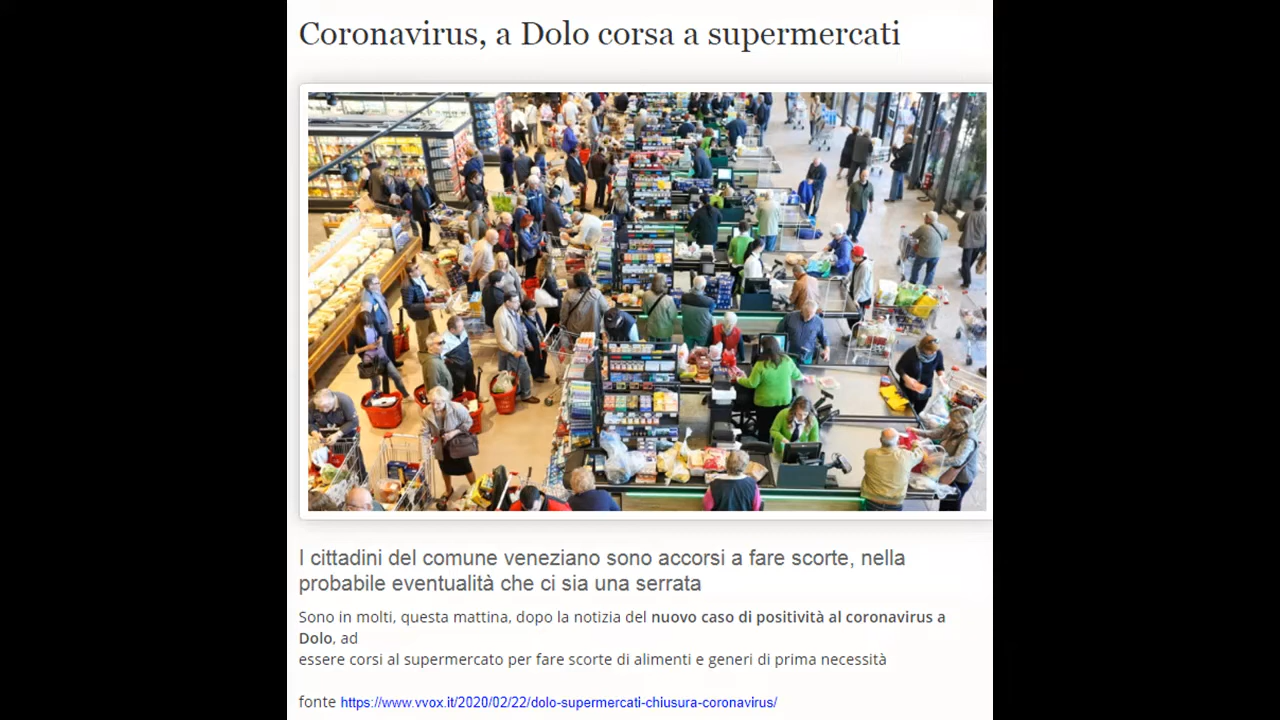 Coronavirus, a Dolo corsa a supermercati
I cittadini del comune veneziano sono accorsi a fare scorte, nella
probabile eventualità che ci sia una serrata
Sono in molti, questa mattina, dopo la notizia del nuovo caso di positività al coronavirus a
Dolo, ad
essere corsi al supermercato per fare scorte di alimenti e generi di prima necessità
fonte https://www.vvox.it/2020/02/22/dolo-supermercati-chiusura-coronavirus/